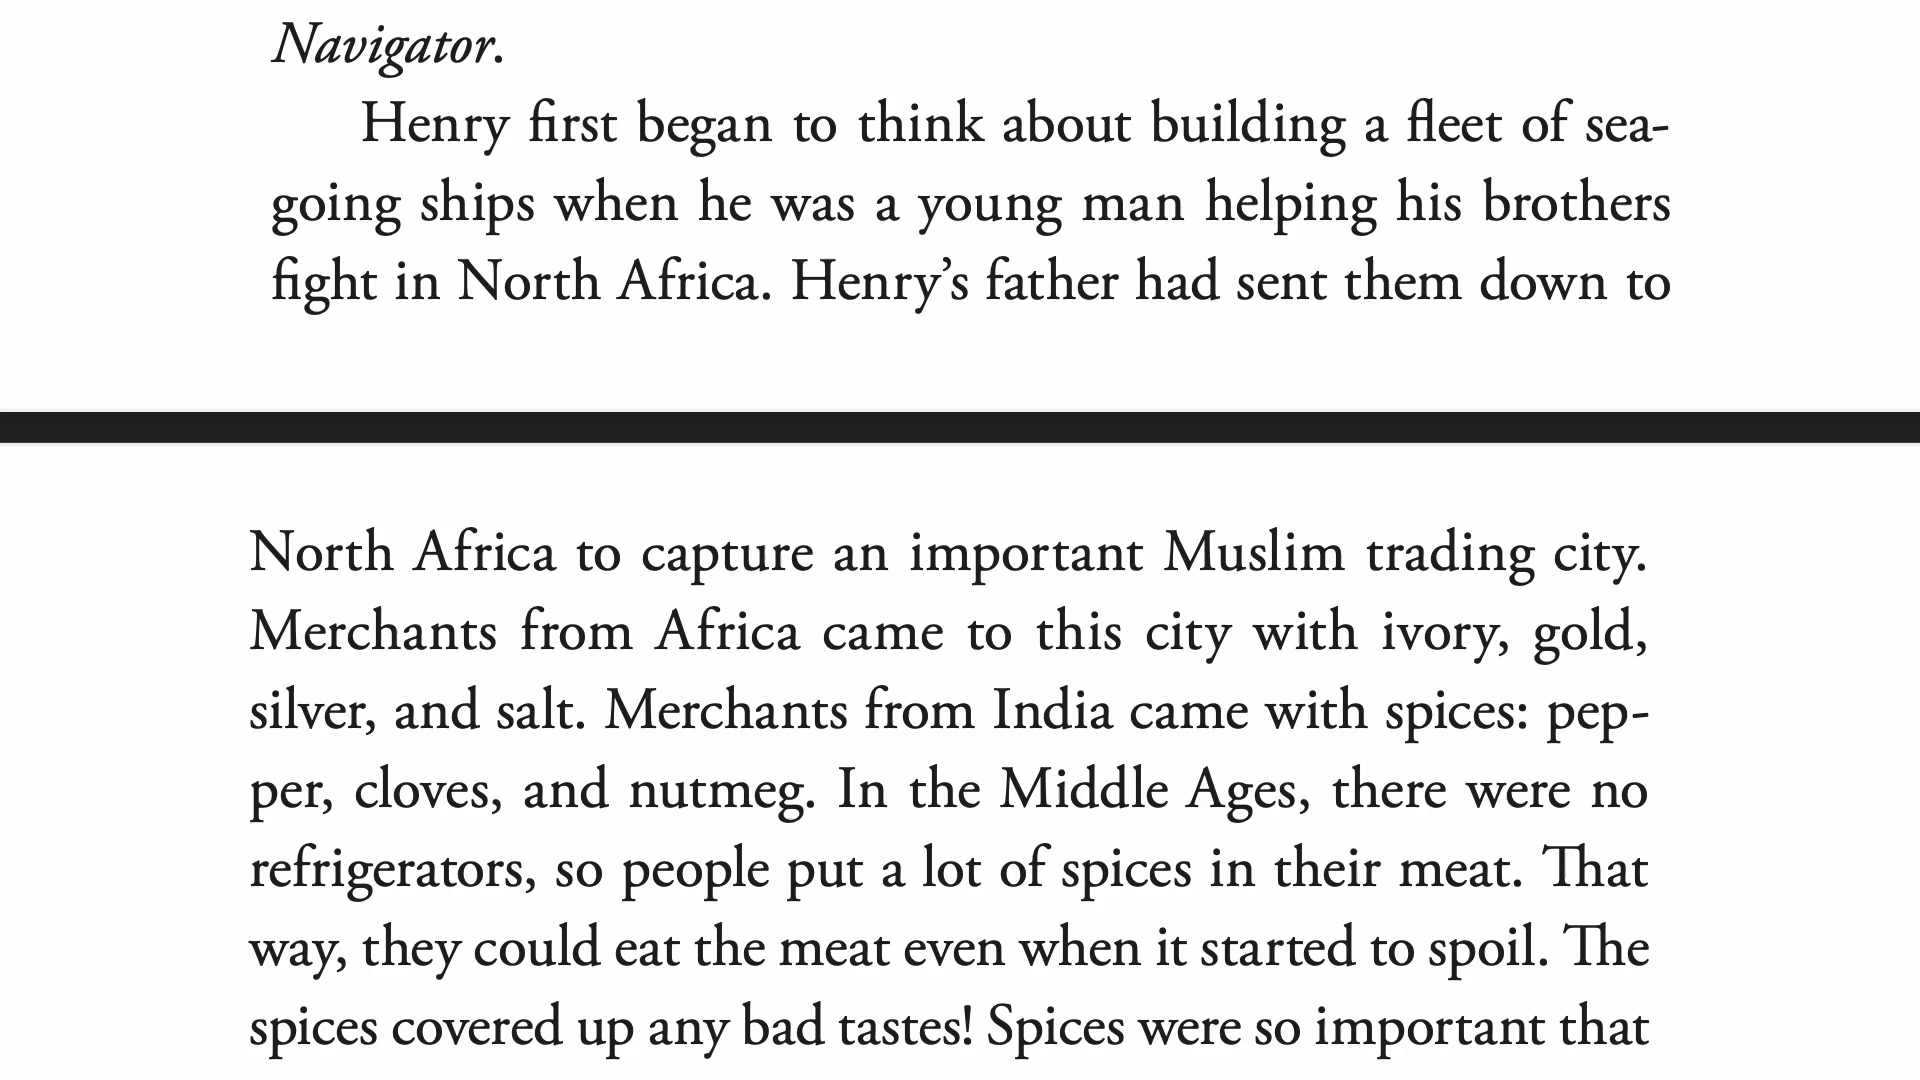 Navigator.
Henry first began to think about building a fleet of sea-
going ships when he was a young man helping his brothers
fight in North Africa. Henry’s father had sent them down to
North Africa to capture an important Muslim trading city.
Merchants from Africa came to this city with ivory, gold,
silver, and salt. Merchants from India came with spices: pep-
per, cloves, and nutmeg. In the Middle Ages, there were no
refrigerators, so people put a lot of spices in their meat. That
way, they could eat the meat even when it started to spoil. The
spices covered up any bad tastes! Spices were so important that